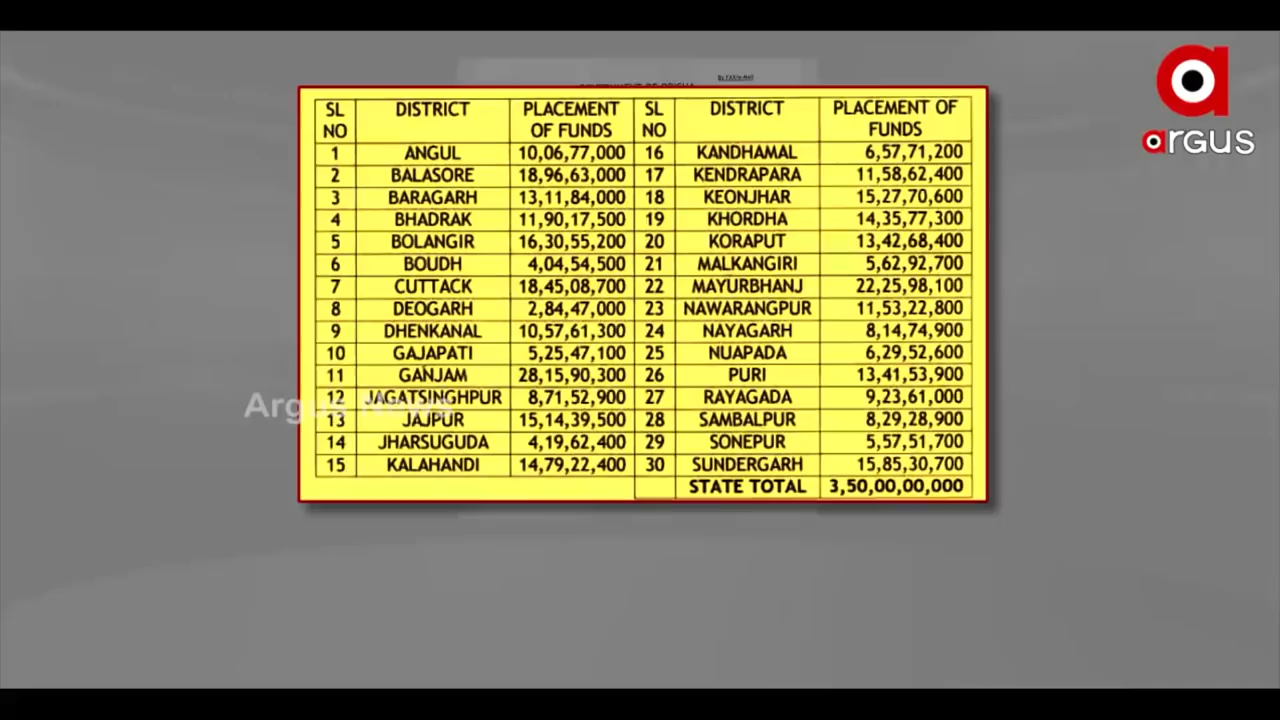 By FAX/e-Mail
argus
SL NO DISTRICT PLACEMENT OF FUNDS SL NO DISTRICT PLACEMENT OF FUNDS
1 ANGUL 10,06,77,000 16 KANDHAMAL 6,57,71,200
2 BALASORE 18,96,63,000 17 KENDRAPARA 11,58,62,400
3 BARAGARH 13,11,84,000 18 KEONJHAR 15,27,70,600
4 BHADRAK 11,90,17,500 19 KHORDHA 14,35,77,300
5 BOLANGIR 16,30,55,200 20 KORAPUT 13,42,68,400
6 BOUDH 4,04,54,500 21 MALKANGIRI 5,62,92,700
7 CUTTACK 18,45,08,700 22 MAYURBHANJ 22,25,98,100
8 DEOGARH 2,84,47,000 23 NAWARANGPUR 11,53,22,800
9 DHENKANAL 10,57,61,300 24 NAYAGARH 8,14,74,900
10 GAJAPATI 5,25,47,100 25 NUAPADA 6,29,52,600
11 GANJAM 28,15,90,300 26 PURI 13,41,53,900
12 JAGATSINGHPUR 8,71,52,900 27 RAYAGADA 9,23,61,000
Argus News
13 JAJPUR 15,14,39,500 28 SAMBALPUR 8,29,28,900
14 JHARSUGUDA 4,19,62,400 29 SONEPUR 5,57,51,700
15 KALAHANDI 14,79,22,400 30 SUNDERGARH 15,85,30,700
STATE TOTAL 3,50,00,00,000